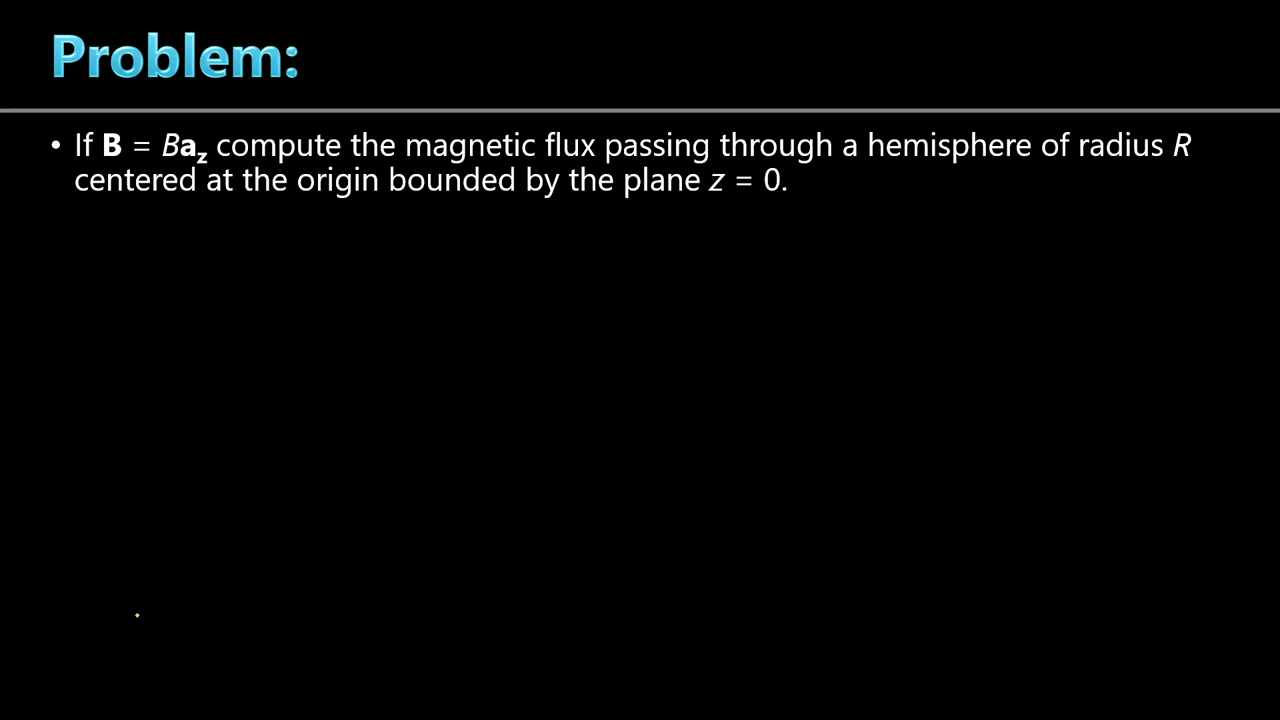 Problem:
• If B = Baz compute the magnetic flux passing through a hemisphere of radius R
centered at the origin bounded by the plane z = 0.